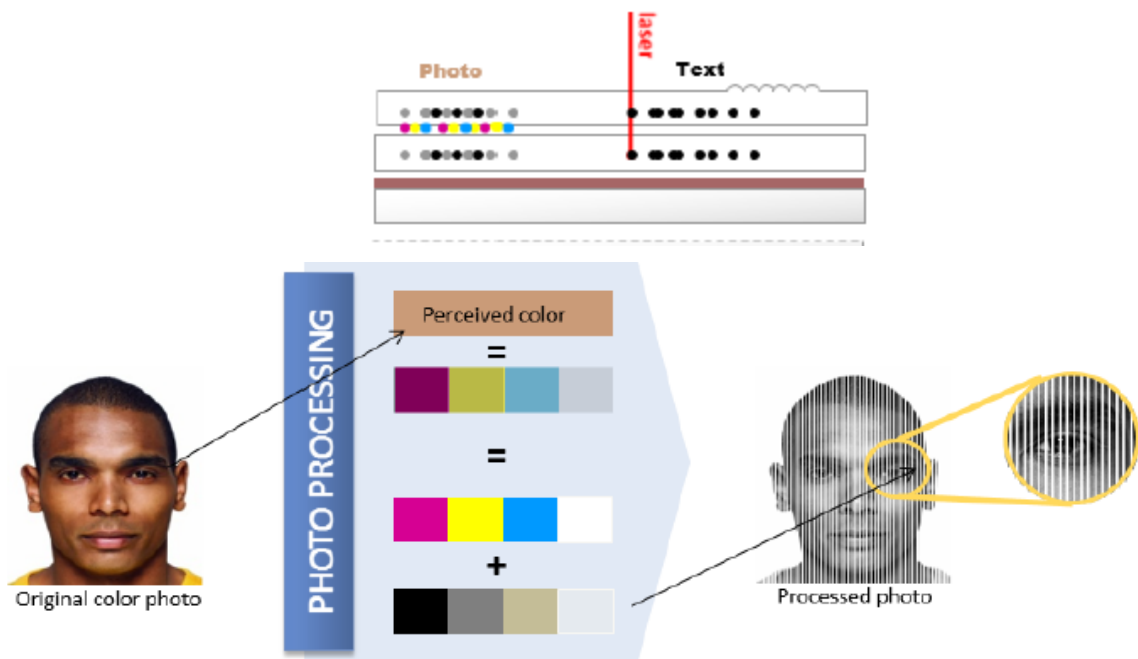 laser
Photo
Text
PHOTO PROCESSING
Perceived color
=
=
+
Original color photo
Processed photo